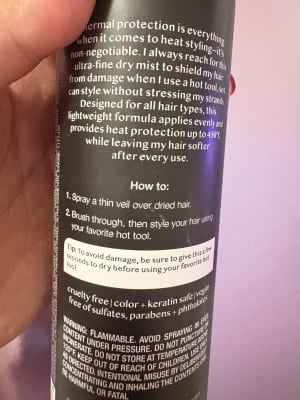 thermal protection is everything
when it comes to heat styling—it's
non-negotiable. I always reach for this
ultra-fine dry mist to shield my hair
from damage when I use a hot tool, so I
can style without stressing my strands.
Designed for all hair types, this
lightweight formula applies evenly and
provides heat protection up to 450°F,
while leaving my hair softer
after every use.
How to:
1. Spray a thin veil over dried hair.
2. Brush through, then style your hair using
your favorite hot tool.
Tip: To avoid damage, be sure to give this a few
seconds to dry before using your favorite hot
tool.
cruelty free | color + keratin safe | vegan
free of sulfates, parabens + phthalates
WARNING: FLAMMABLE. AVOID SPRAYING IN EYES.
CONTENT UNDER PRESSURE. DO NOT PUNCTURE OR
INCINERATE. DO NOT STORE AT TEMPERATURE ABOVE
KEEP OUT OF REACH OF CHILDREN. USE ONLY
AS DIRECTED. INTENTIONAL MISUSE BY DELIBERATELY
CONCENTRATING AND INHALING THE CONTENTS CAN
BE HARMFUL OR FATAL.